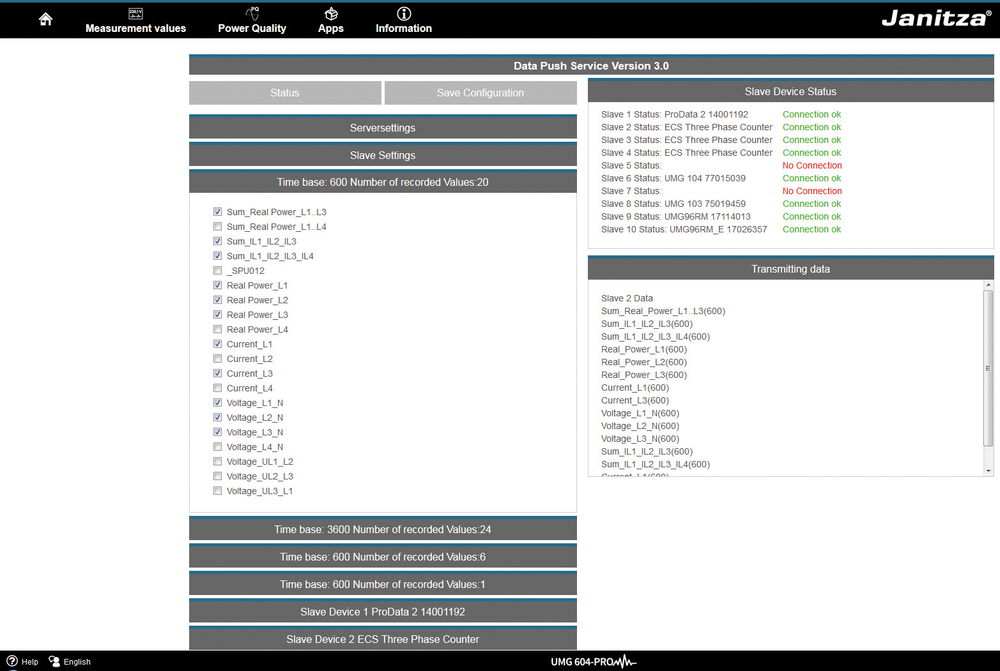 230,1V
PQ
Measurement values
Power Quality
Apps
Information
Janitza®
Data Push Service Version 3.0
Status
Save Configuration
Serversettings
Slave Settings
Time base: 600 Number of recorded Values:20
Sum_Real Power_L1..L3
Sum_Real Power_L1..L4
Sum_IL1_IL2_IL3
Sum_IL1_IL2_IL3_IL4
_SPU012
Real Power_L1
Real Power_L2
Real Power_L3
Real Power_L4
Current_L1
Current_L2
Current_L3
Current_L4
Voltage_L1_N
Voltage_L2_N
Voltage_L3_N
Voltage_L4_N
Voltage_UL1_L2
Voltage_UL2_L3
Voltage_UL3_L1
Time base: 3600 Number of recorded Values:24
Time base: 600 Number of recorded Values:6
Time base: 600 Number of recorded Values:1
Slave Device 1 ProData 2 14001192
Slave Device 2 ECS Three Phase Counter
Slave Device Status
Slave 1 Status: ProData 2 14001192 Connection ok
Slave 2 Status: ECS Three Phase Counter Connection ok
Slave 3 Status: ECS Three Phase Counter Connection ok
Slave 4 Status: ECS Three Phase Counter Connection ok
Slave 5 Status: No Connection
Slave 6 Status: UMG 104 77015039 Connection ok
Slave 7 Status: No Connection
Slave 8 Status: UMG 103 75019459 Connection ok
Slave 9 Status: UMG96RM 17114013 Connection ok
Slave 10 Status: UMG96RM_E 17026357 Connection ok
Transmitting data
Slave 2 Data
Sum_Real_Power_L1..L3(600)
Sum_IL1_IL2_IL3(600)
Sum_IL1_IL2_IL3_IL4(600)
Real_Power_L1(600)
Real_Power_L2(600)
Real_Power_L3(600)
Current_L1(600)
Current_L3(600)
Voltage_L1_N(600)
Voltage_L2_N(600)
Voltage_L3_N(600)
Sum_IL1_IL2_IL3(600)
Sum_IL1_IL2_IL3_IL4(600)
Current_L1(600)
Help
English
UMG 604-PRO